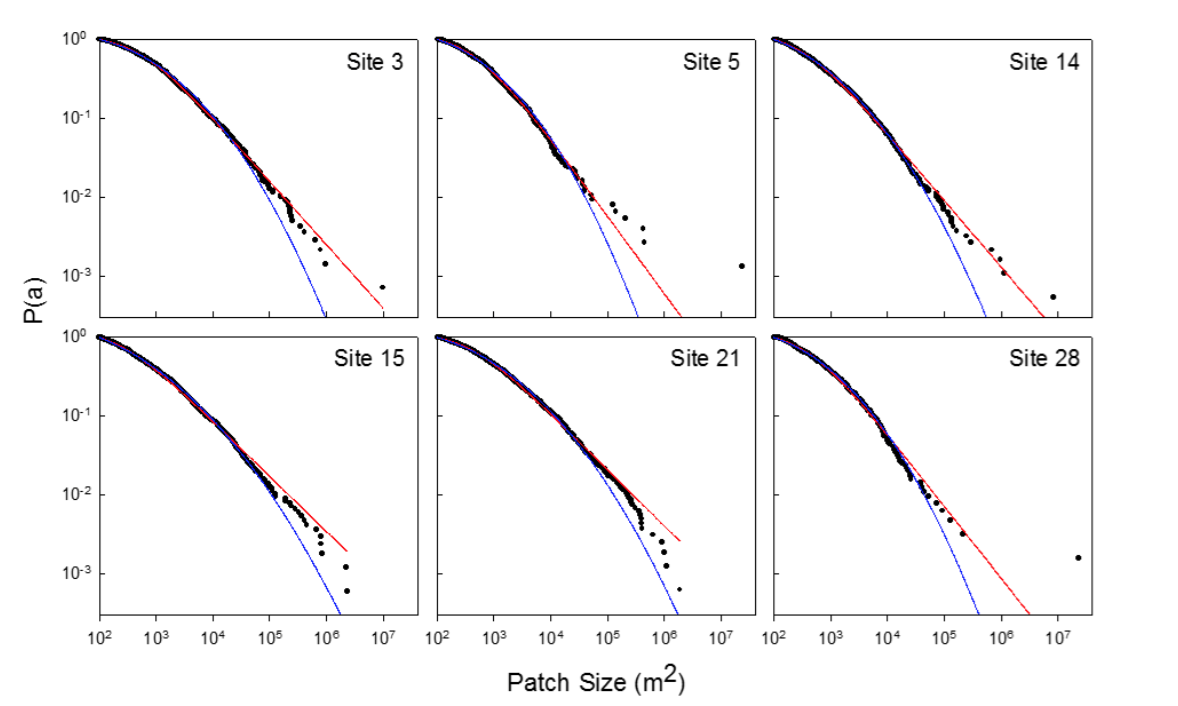 10⁰ Site 3 Site 5 Site 14
10⁻¹
10⁻²
10⁻³
P(a)
10⁰ Site 15 Site 21 Site 28
10⁻¹
10⁻²
10⁻³
10² 10³ 10⁴ 10⁵ 10⁶ 10⁷ 10² 10³ 10⁴ 10⁵ 10⁶ 10⁷ 10² 10³ 10⁴ 10⁵ 10⁶ 10⁷
Patch Size (m²)